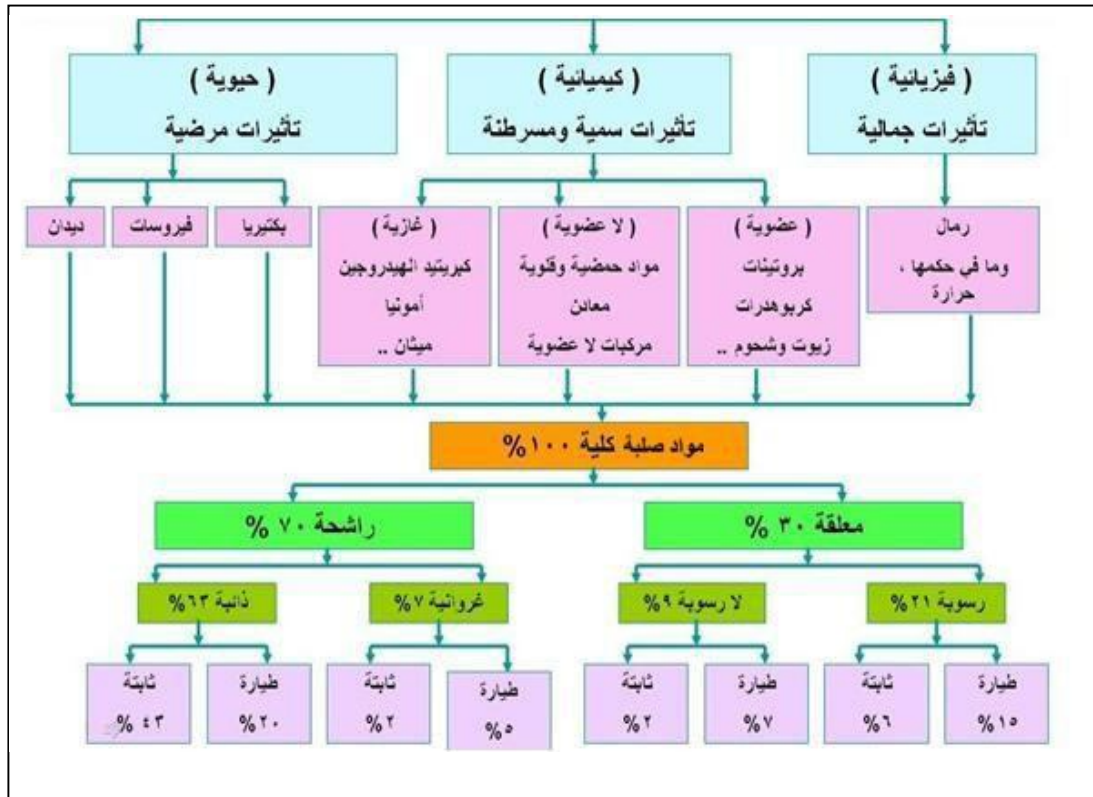 ( فيزيائية )
تأثيرات جمالية
( كيميائية )
تأثيرات سمية ومسرطنة
( حيوية )
تأثيرات مرضية
رمال
وما في حكمها ،
حرارة
( عضوية )
بروتينات
كربوهدرات
زيوت وشحوم ..
( لا عضوية )
مواد حمضية وقلوية
معادن
مركبات لا عضوية
( غازية )
كبريتيد الهيدروجين
أمونيا
ميثان ..
بكتيريا
فيروسات
ديدان
مواد صلبة كلية ١٠٠%
معلقة ٣٠ %
راشحة ٧٠ %
رسوبة ٢١%
لا رسوبة ٩%
غروانية ٧%
ذائبة ٦٣%
طيارة
١٥%
ثابتة
٦%
طيارة
٧%
ثابتة
٢%
طيارة
٥%
ثابتة
٢%
طيارة
٢٠%
ثابتة
٤٣ %